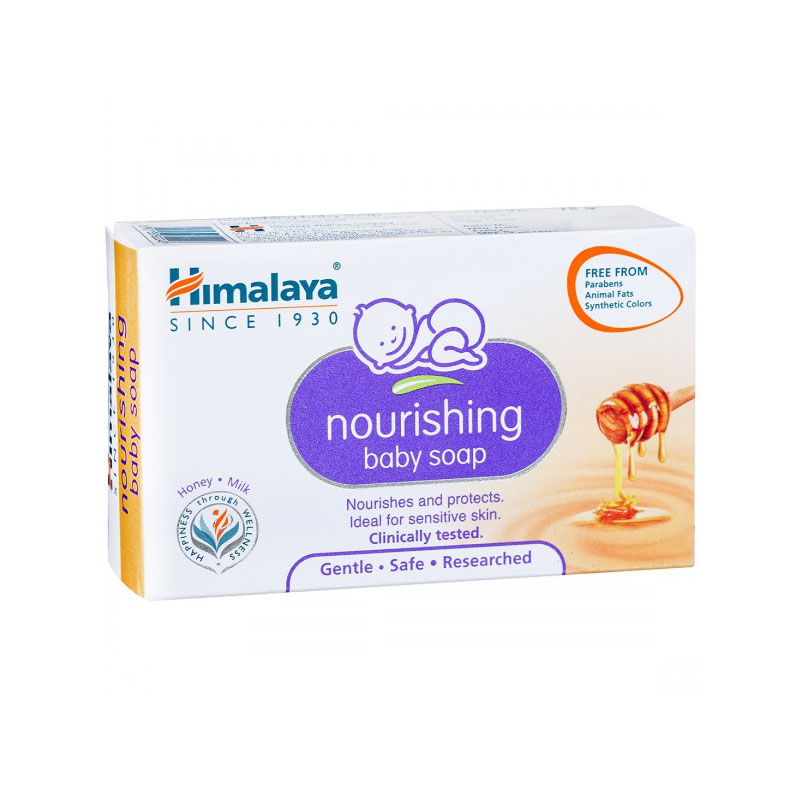 Himalaya®
SINCE 1930
FREE FROM
Parabens
Animal Fats
Synthetic Colors
nourishing
baby soap
Honey • Milk
HAPPINESS through WELLNESS
Nourishes and protects.
Ideal for sensitive skin.
Clinically tested.
Gentle • Safe • Researched
nourishing
baby soap